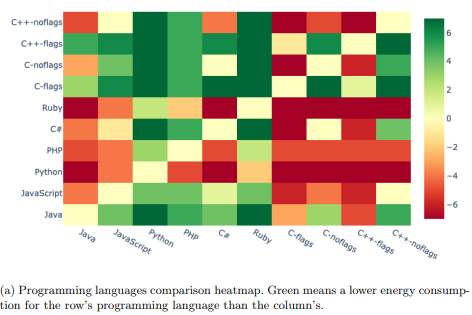 C++-noflags
C++-flags
C-noflags
C-flags
Ruby
C#
PHP
Python
JavaScript
Java
6
4
2
0
−2
−4
−6
Java
JavaScript
Python
PHP
C#
Ruby
C-flags
C-noflags
C++-flags
C++-noflags
(a) Programming languages comparison heatmap. Green means a lower energy consump-
tion for the row's programming language than the column's.